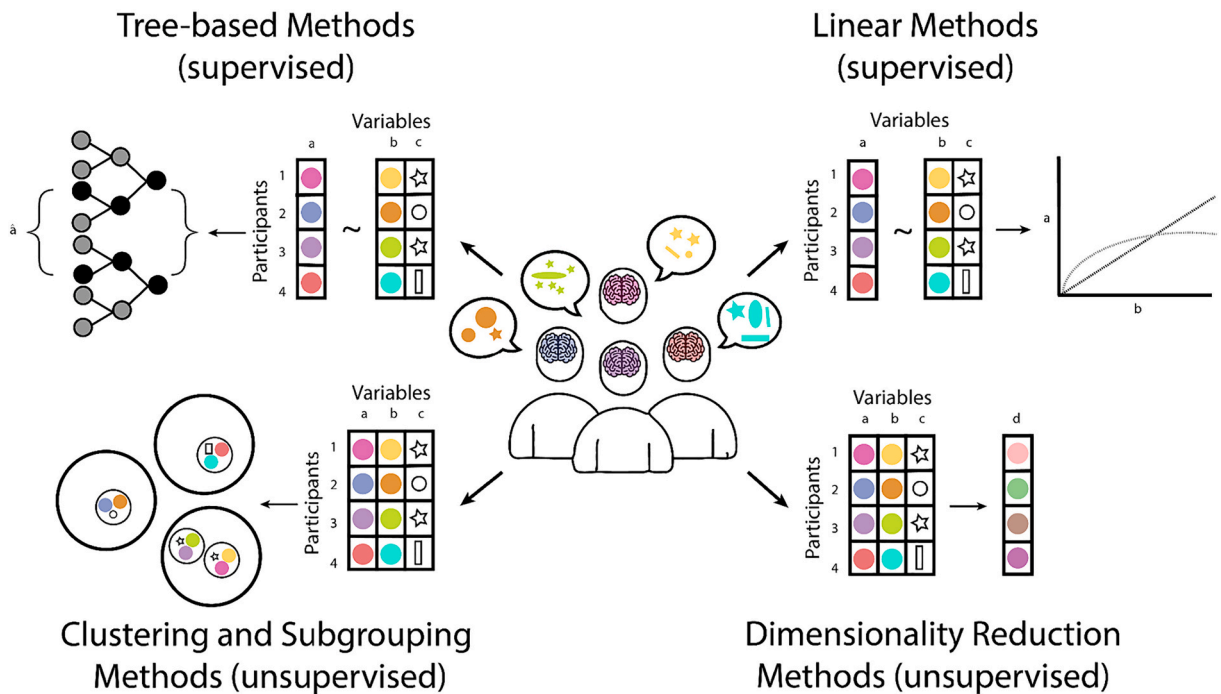 Tree-based Methods
(supervised)
Variables
a b c
Participants
1
2
3
4
~
a
Linear Methods
(supervised)
Variables
a b c
Participants
1
2
3
4
~
a
b
Variables
a b c
Participants
1
2
3
4
Clustering and Subgrouping
Methods (unsupervised)
Variables
a b c d
Participants
1
2
3
4
Dimensionality Reduction
Methods (unsupervised)